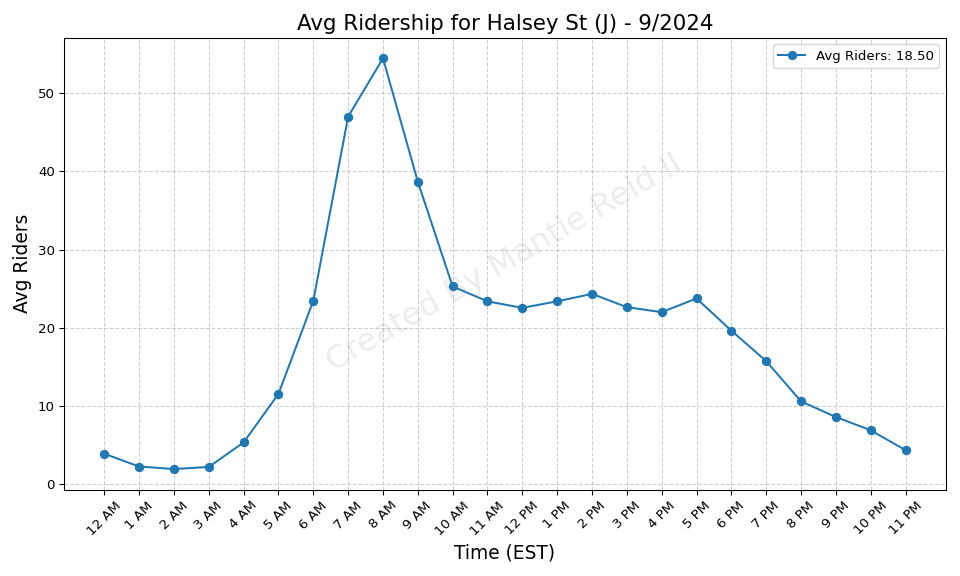 Avg Ridership for Halsey St (J) - 9/2024
Avg Riders: 18.50
Avg Riders
50
40
30
20
10
0
Created By Mantie Reid II
12 AM
1 AM
2 AM
3 AM
4 AM
5 AM
6 AM
7 AM
8 AM
9 AM
10 AM
11 AM
12 PM
1 PM
2 PM
3 PM
4 PM
5 PM
6 PM
7 PM
8 PM
9 PM
10 PM
11 PM
Time (EST)